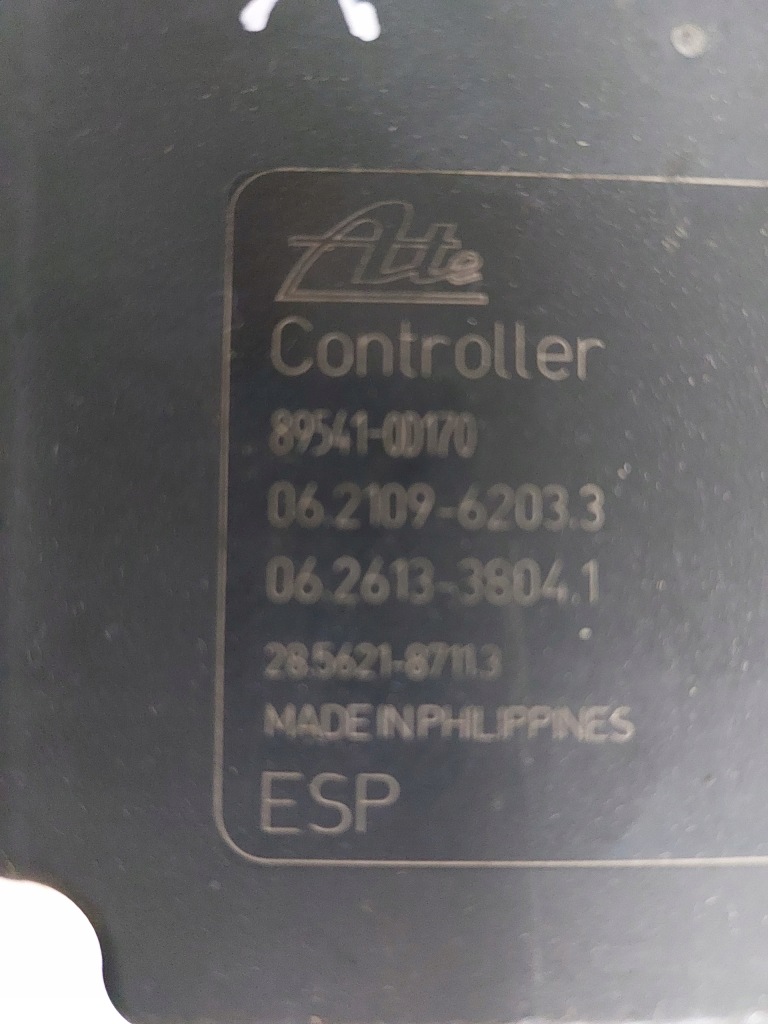 Ate
Controller
89541-0D170
06.2109-6203.3
06.2613-3804.1
28.5621-8711.3
MADE IN PHILIPPINES
ESP